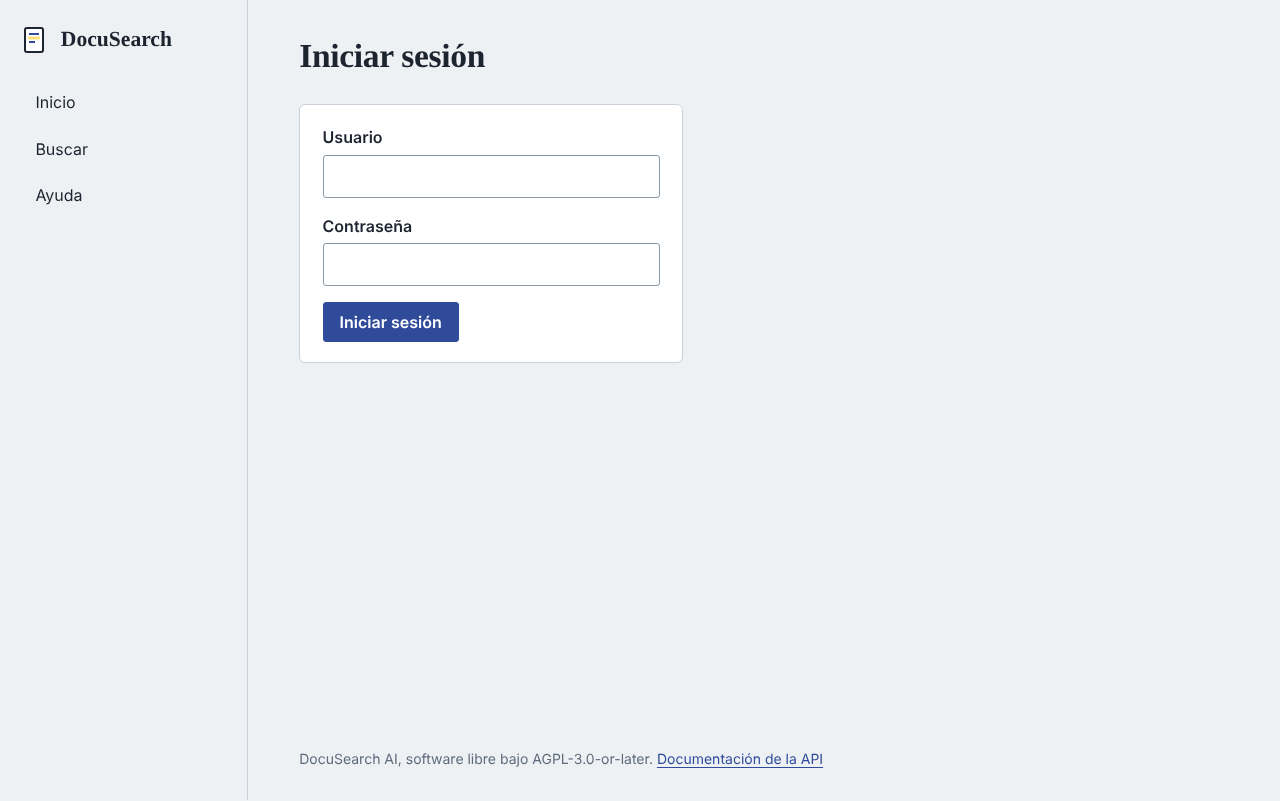 DocuSearch
Inicio
Buscar
Ayuda
Iniciar sesión
Usuario
Contraseña
Iniciar sesión
DocuSearch AI, software libre bajo AGPL-3.0-or-later. Documentación de la API